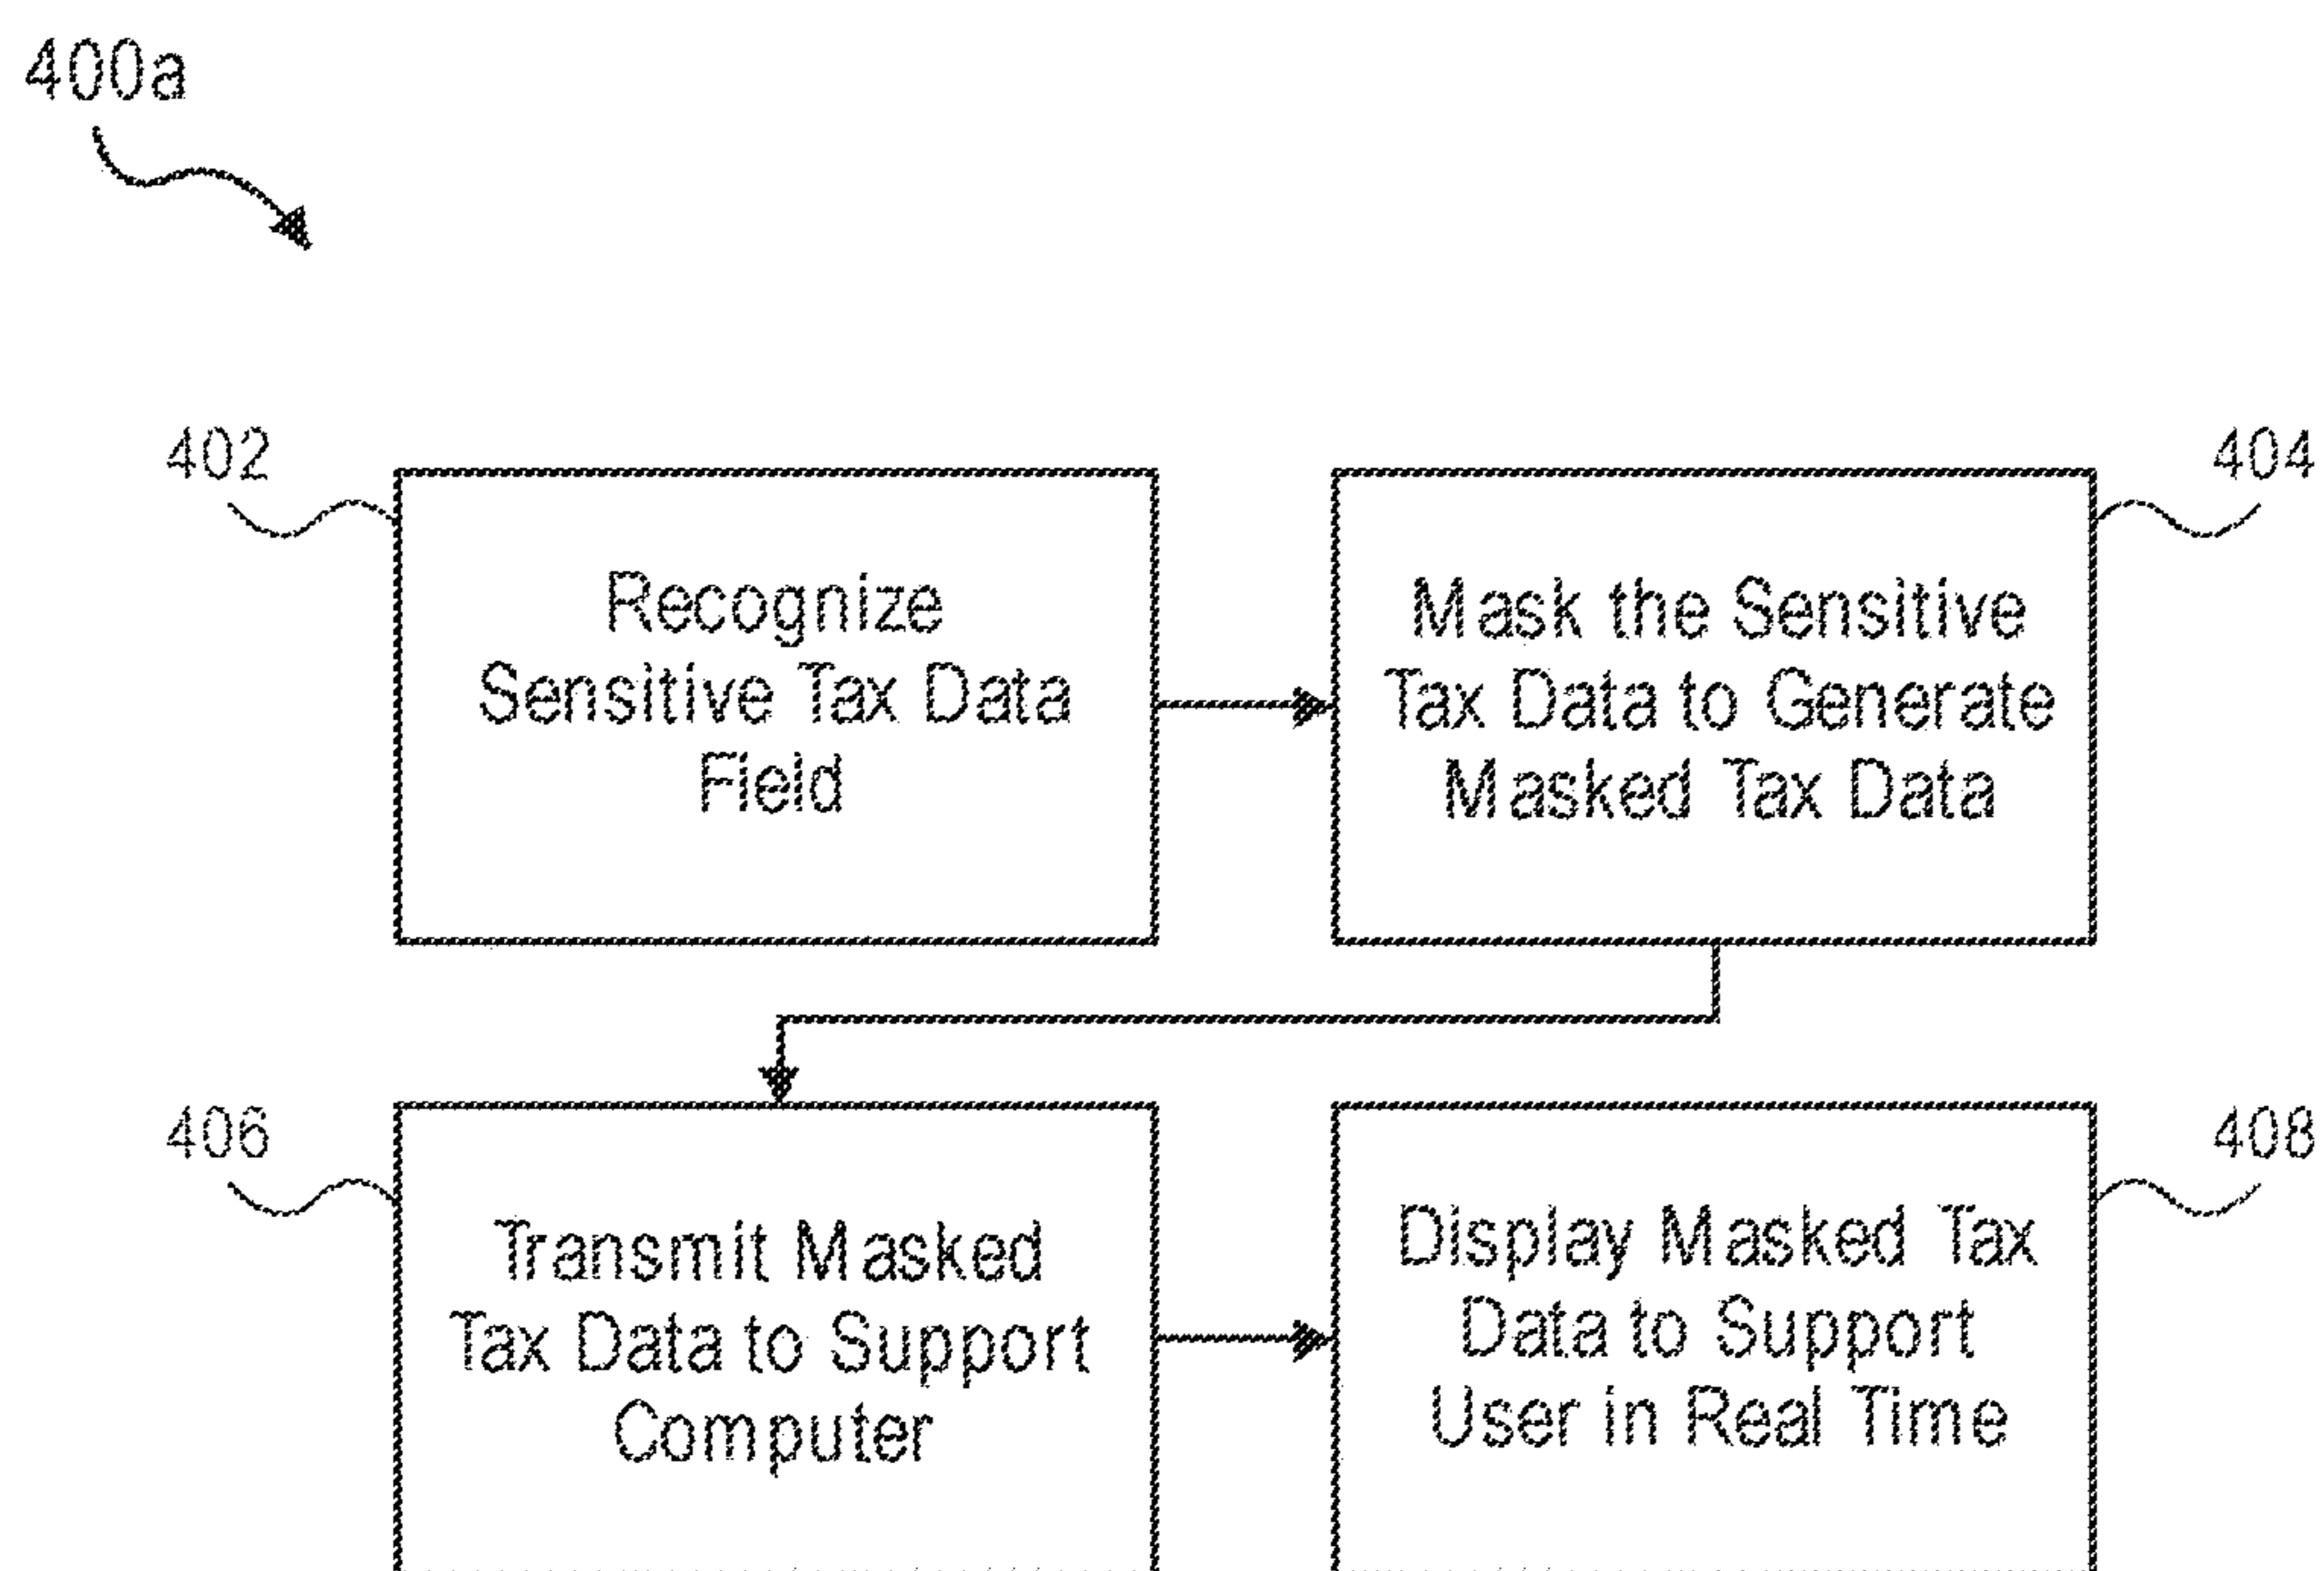 400a
402
Recognize
Sensitive Tax Data
Field
404
Mask the Sensitive
Tax Data to Generate
Masked Tax Data
406
Transmit Masked
Tax Data to Support
Computer
408
Display Masked Tax
Data to Support
User in Real Time